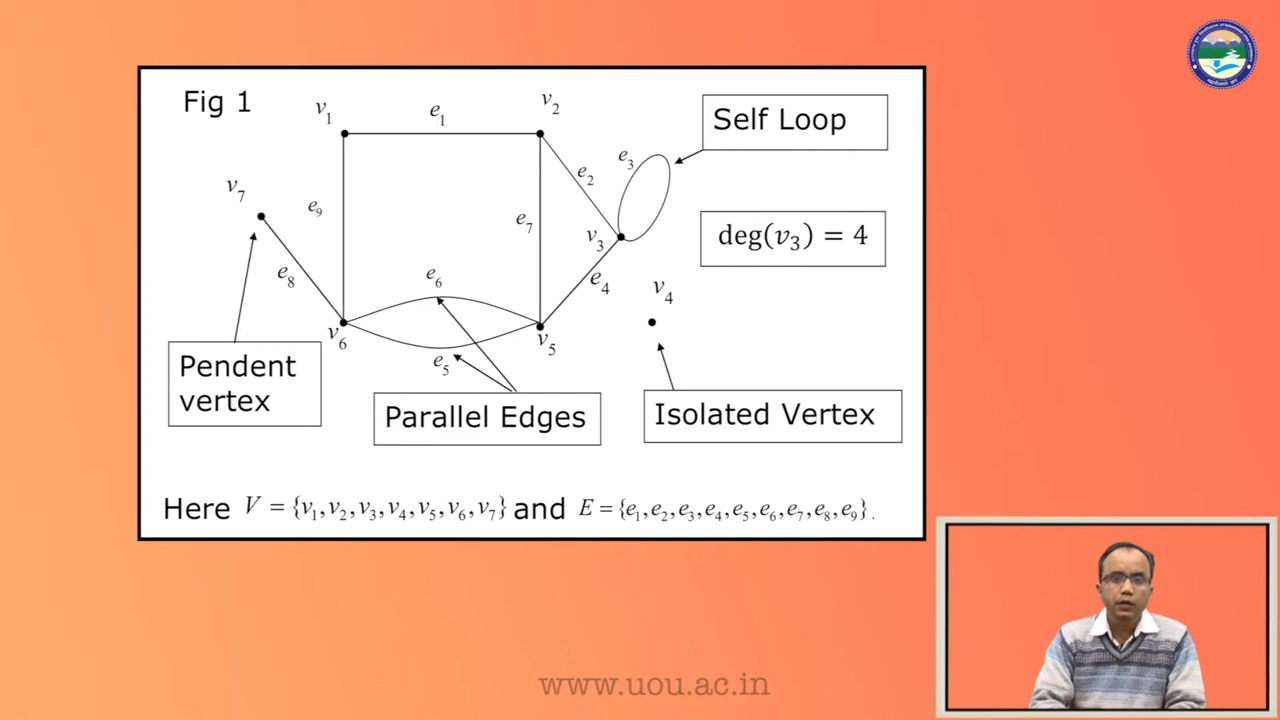 Fig 1
v1
e1
v2
Self Loop
e3
e2
v7
e9
e7
v3
deg(v3) = 4
e8
e6
e4
v4
v6
v5
e5
Pendent
vertex
Parallel Edges
Isolated Vertex
Here V = {v1,v2,v3,v4,v5,v6,v7} and E = {e1,e2,e3,e4,e5,e6,e7,e8,e9}.
www.uou.ac.in